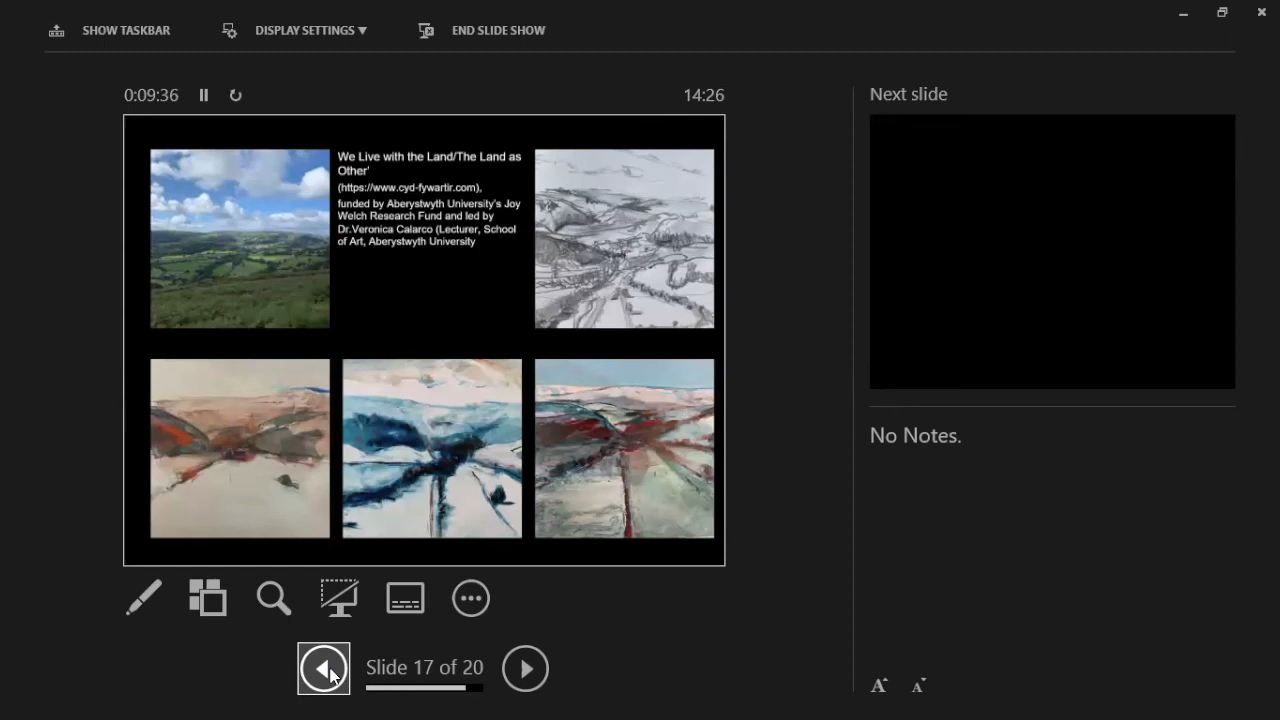 SHOW TASKBAR
DISPLAY SETTINGS ▼
END SLIDE SHOW
0:09:36
14:26
We Live with the Land/The Land as
Other'
(https://www.cyd-fywartir.com),
funded by Aberystwyth University's Joy
Welch Research Fund and led by
Dr.Veronica Calarco (Lecturer, School
of Art, Aberystwyth University
Slide 17 of 20
Next slide
No Notes.
A A